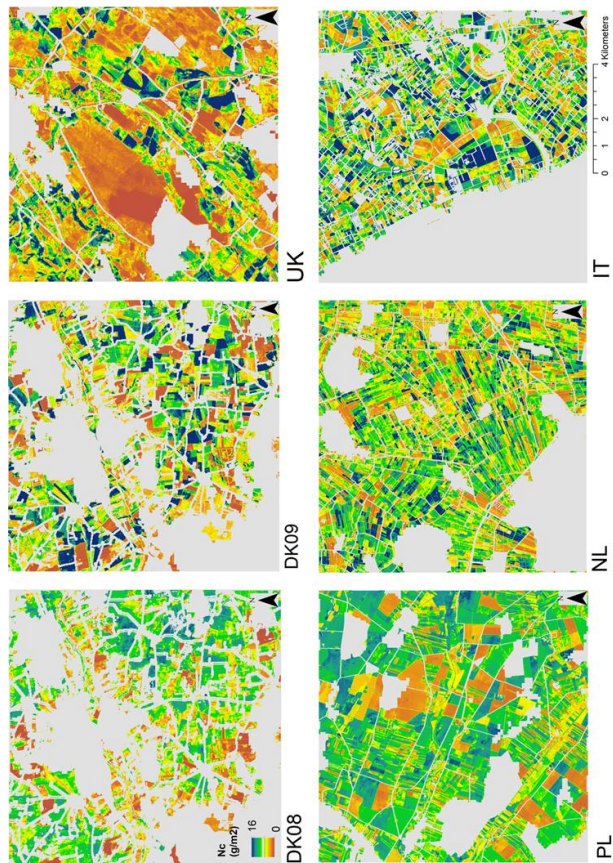 Nc
(g/m2)
16
0
DK08
DK09
UK
PL
NL
IT
0 1 2 4 Kilometers
N
N
N
N
N
N